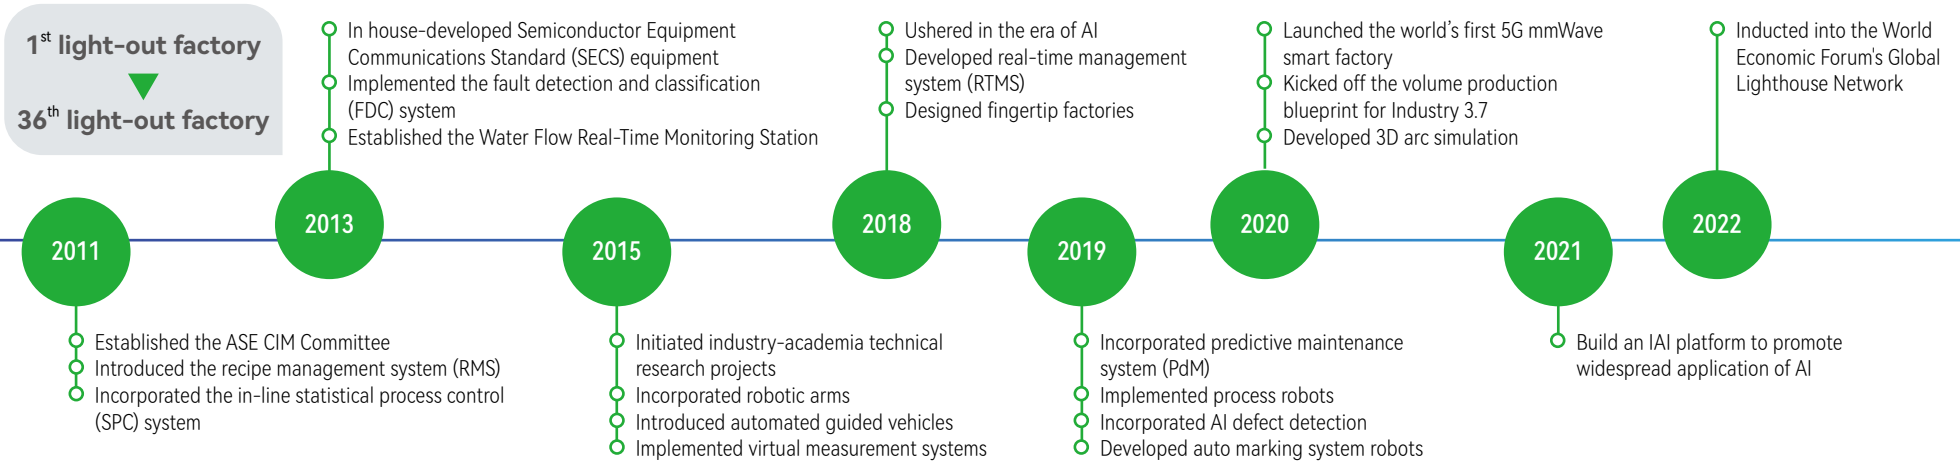 1st light-out factory
36th light-out factory
2011
Established the ASE CIM Committee
Introduced the recipe management system (RMS)
Incorporated the in-line statistical process control
(SPC) system
In house-developed Semiconductor Equipment
Communications Standard (SECS) equipment
Implemented the fault detection and classification
(FDC) system
Established the Water Flow Real-Time Monitoring Station
2013
2015
Initiated industry-academia technical
research projects
Incorporated robotic arms
Introduced automated guided vehicles
Implemented virtual measurement systems
Ushered in the era of AI
Developed real-time management
system (RTMS)
Designed fingertip factories
2018
2019
Incorporated predictive maintenance
system (PdM)
Implemented process robots
Incorporated AI defect detection
Developed auto marking system robots
Launched the world's first 5G mmWave
smart factory
Kicked off the volume production
blueprint for Industry 3.7
Developed 3D arc simulation
2020
2021
Build an IAI platform to promote
widespread application of AI
Inducted into the World
Economic Forum's Global
Lighthouse Network
2022